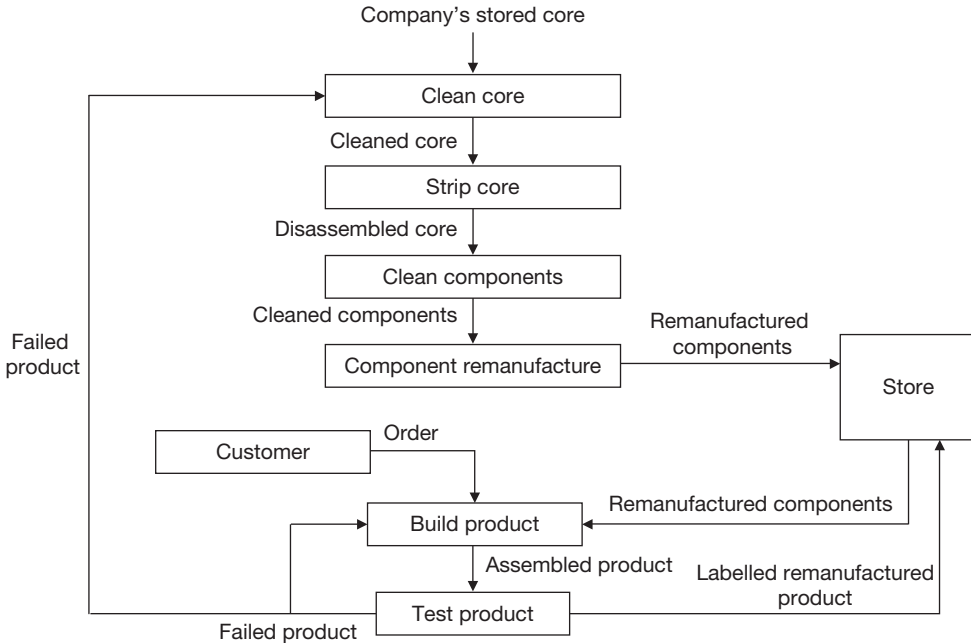 Company's stored core
Clean core
Cleaned core
Strip core
Disassembled core
Clean components
Cleaned components
Component remanufacture
Remanufactured
components
Store
Failed
product
Customer
Order
Build product
Remanufactured components
Assembled product
Test product
Labelled remanufactured
product
Failed product